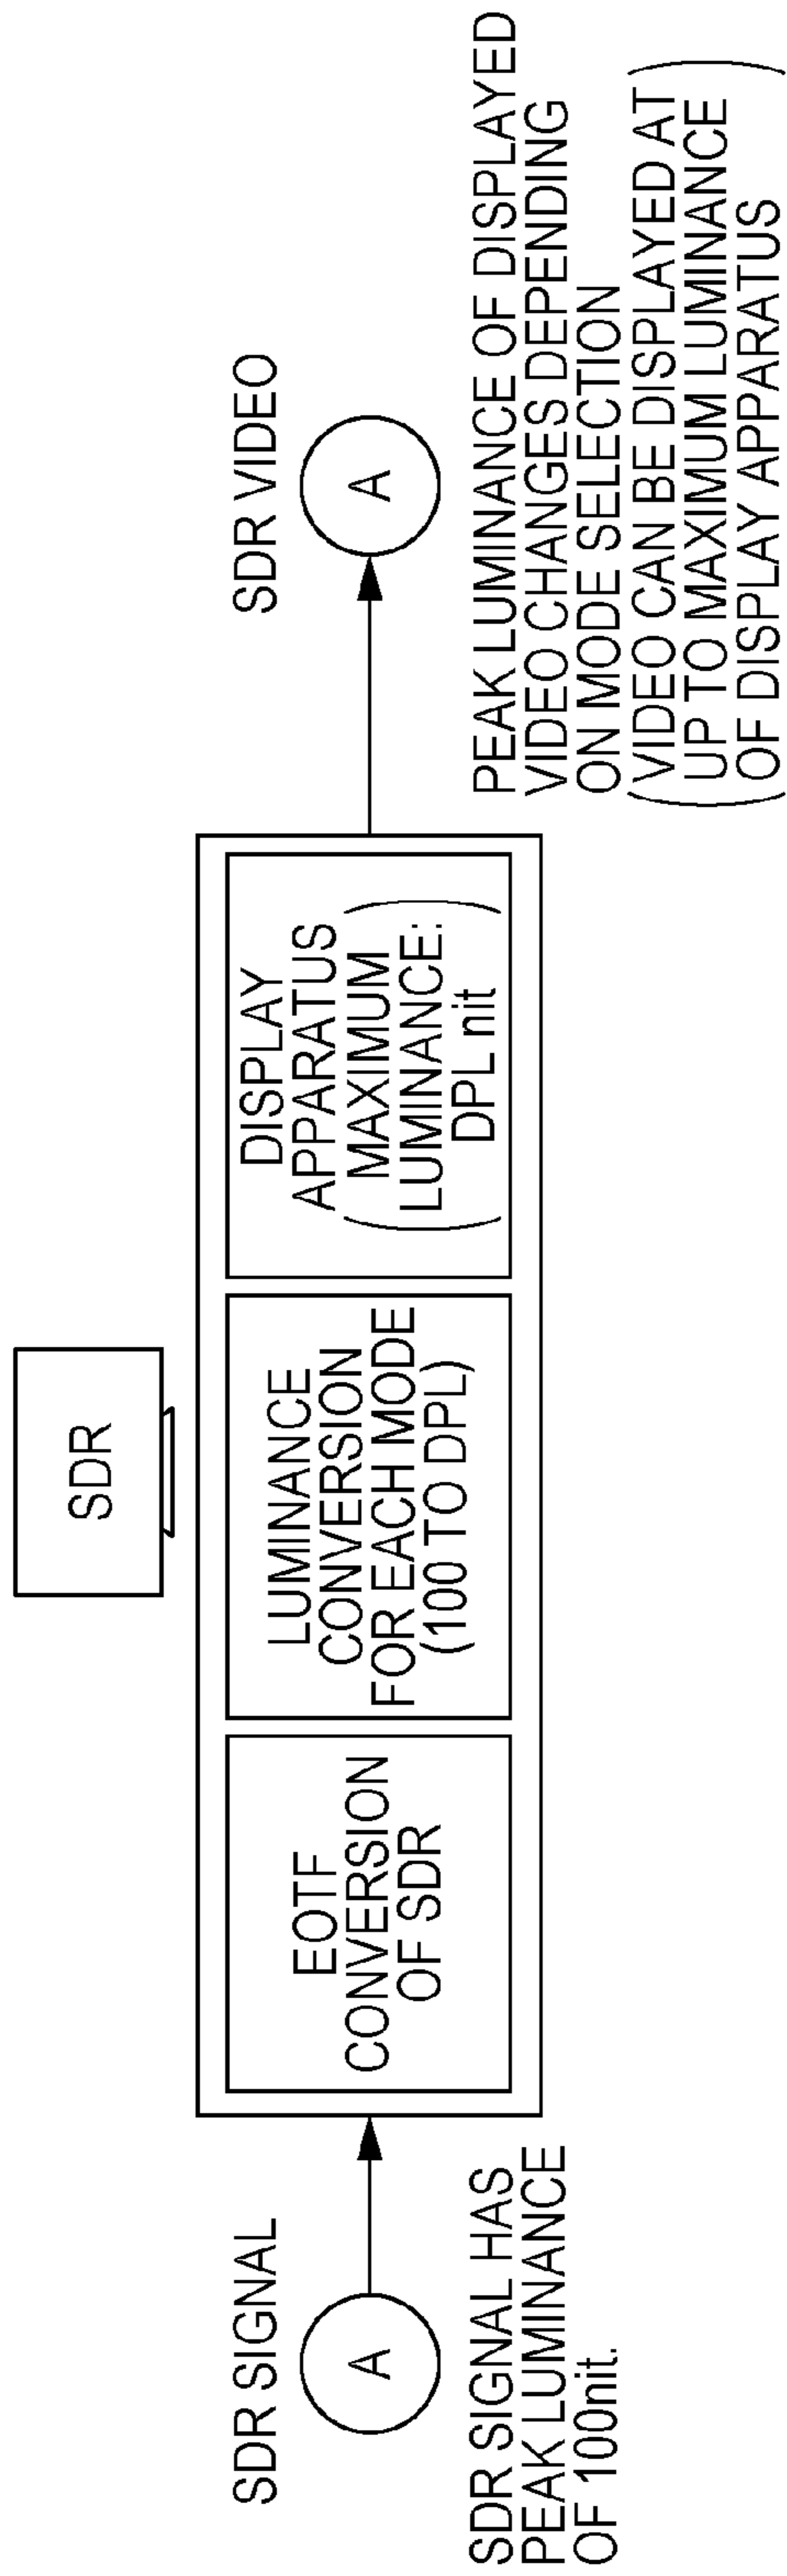 SDR
SDR SIGNAL
A
SDR SIGNAL HAS
PEAK LUMINANCE
OF 100nit.
EOTF
CONVERSION
OF SDR
LUMINANCE
CONVERSION
FOR EACH MODE
(100 TO DPL)
DISPLAY
APPARATUS
(MAXIMUM
LUMINANCE:
DPL nit)
SDR VIDEO
A
PEAK LUMINANCE OF DISPLAYED
VIDEO CHANGES DEPENDING
ON MODE SELECTION
(VIDEO CAN BE DISPLAYED AT
UP TO MAXIMUM LUMINANCE
OF DISPLAY APPARATUS)